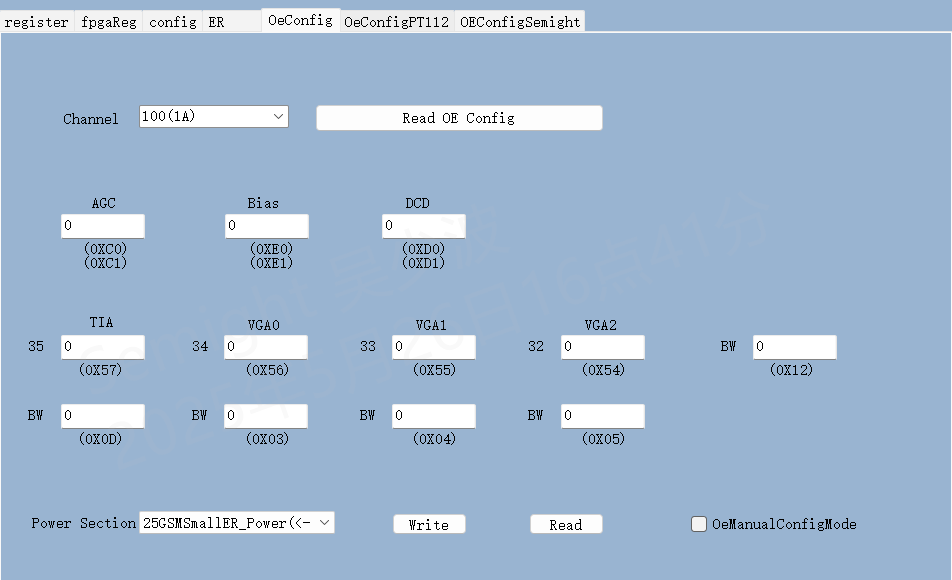 register fpgaReg config ER OeConfig OeConfigPT112 OEConfigSemight
Channel 100(1A) Read OE Config
AGC Bias DCD
0 0 0
(0XC0) (0XE0) (0XD0)
(0XC1) (0XE1) (0XD1)
TIA VGA0 VGA1 VGA2
35 0 34 0 33 0 32 0 BW 0
(0X57) (0X56) (0X55) (0X54) (0X12)
BW 0 BW 0 BW 0 BW 0
(0X0D) (0X03) (0X04) (0X05)
Power Section 25GSMSmallER_Power(<- Write Read OeManualConfigMode